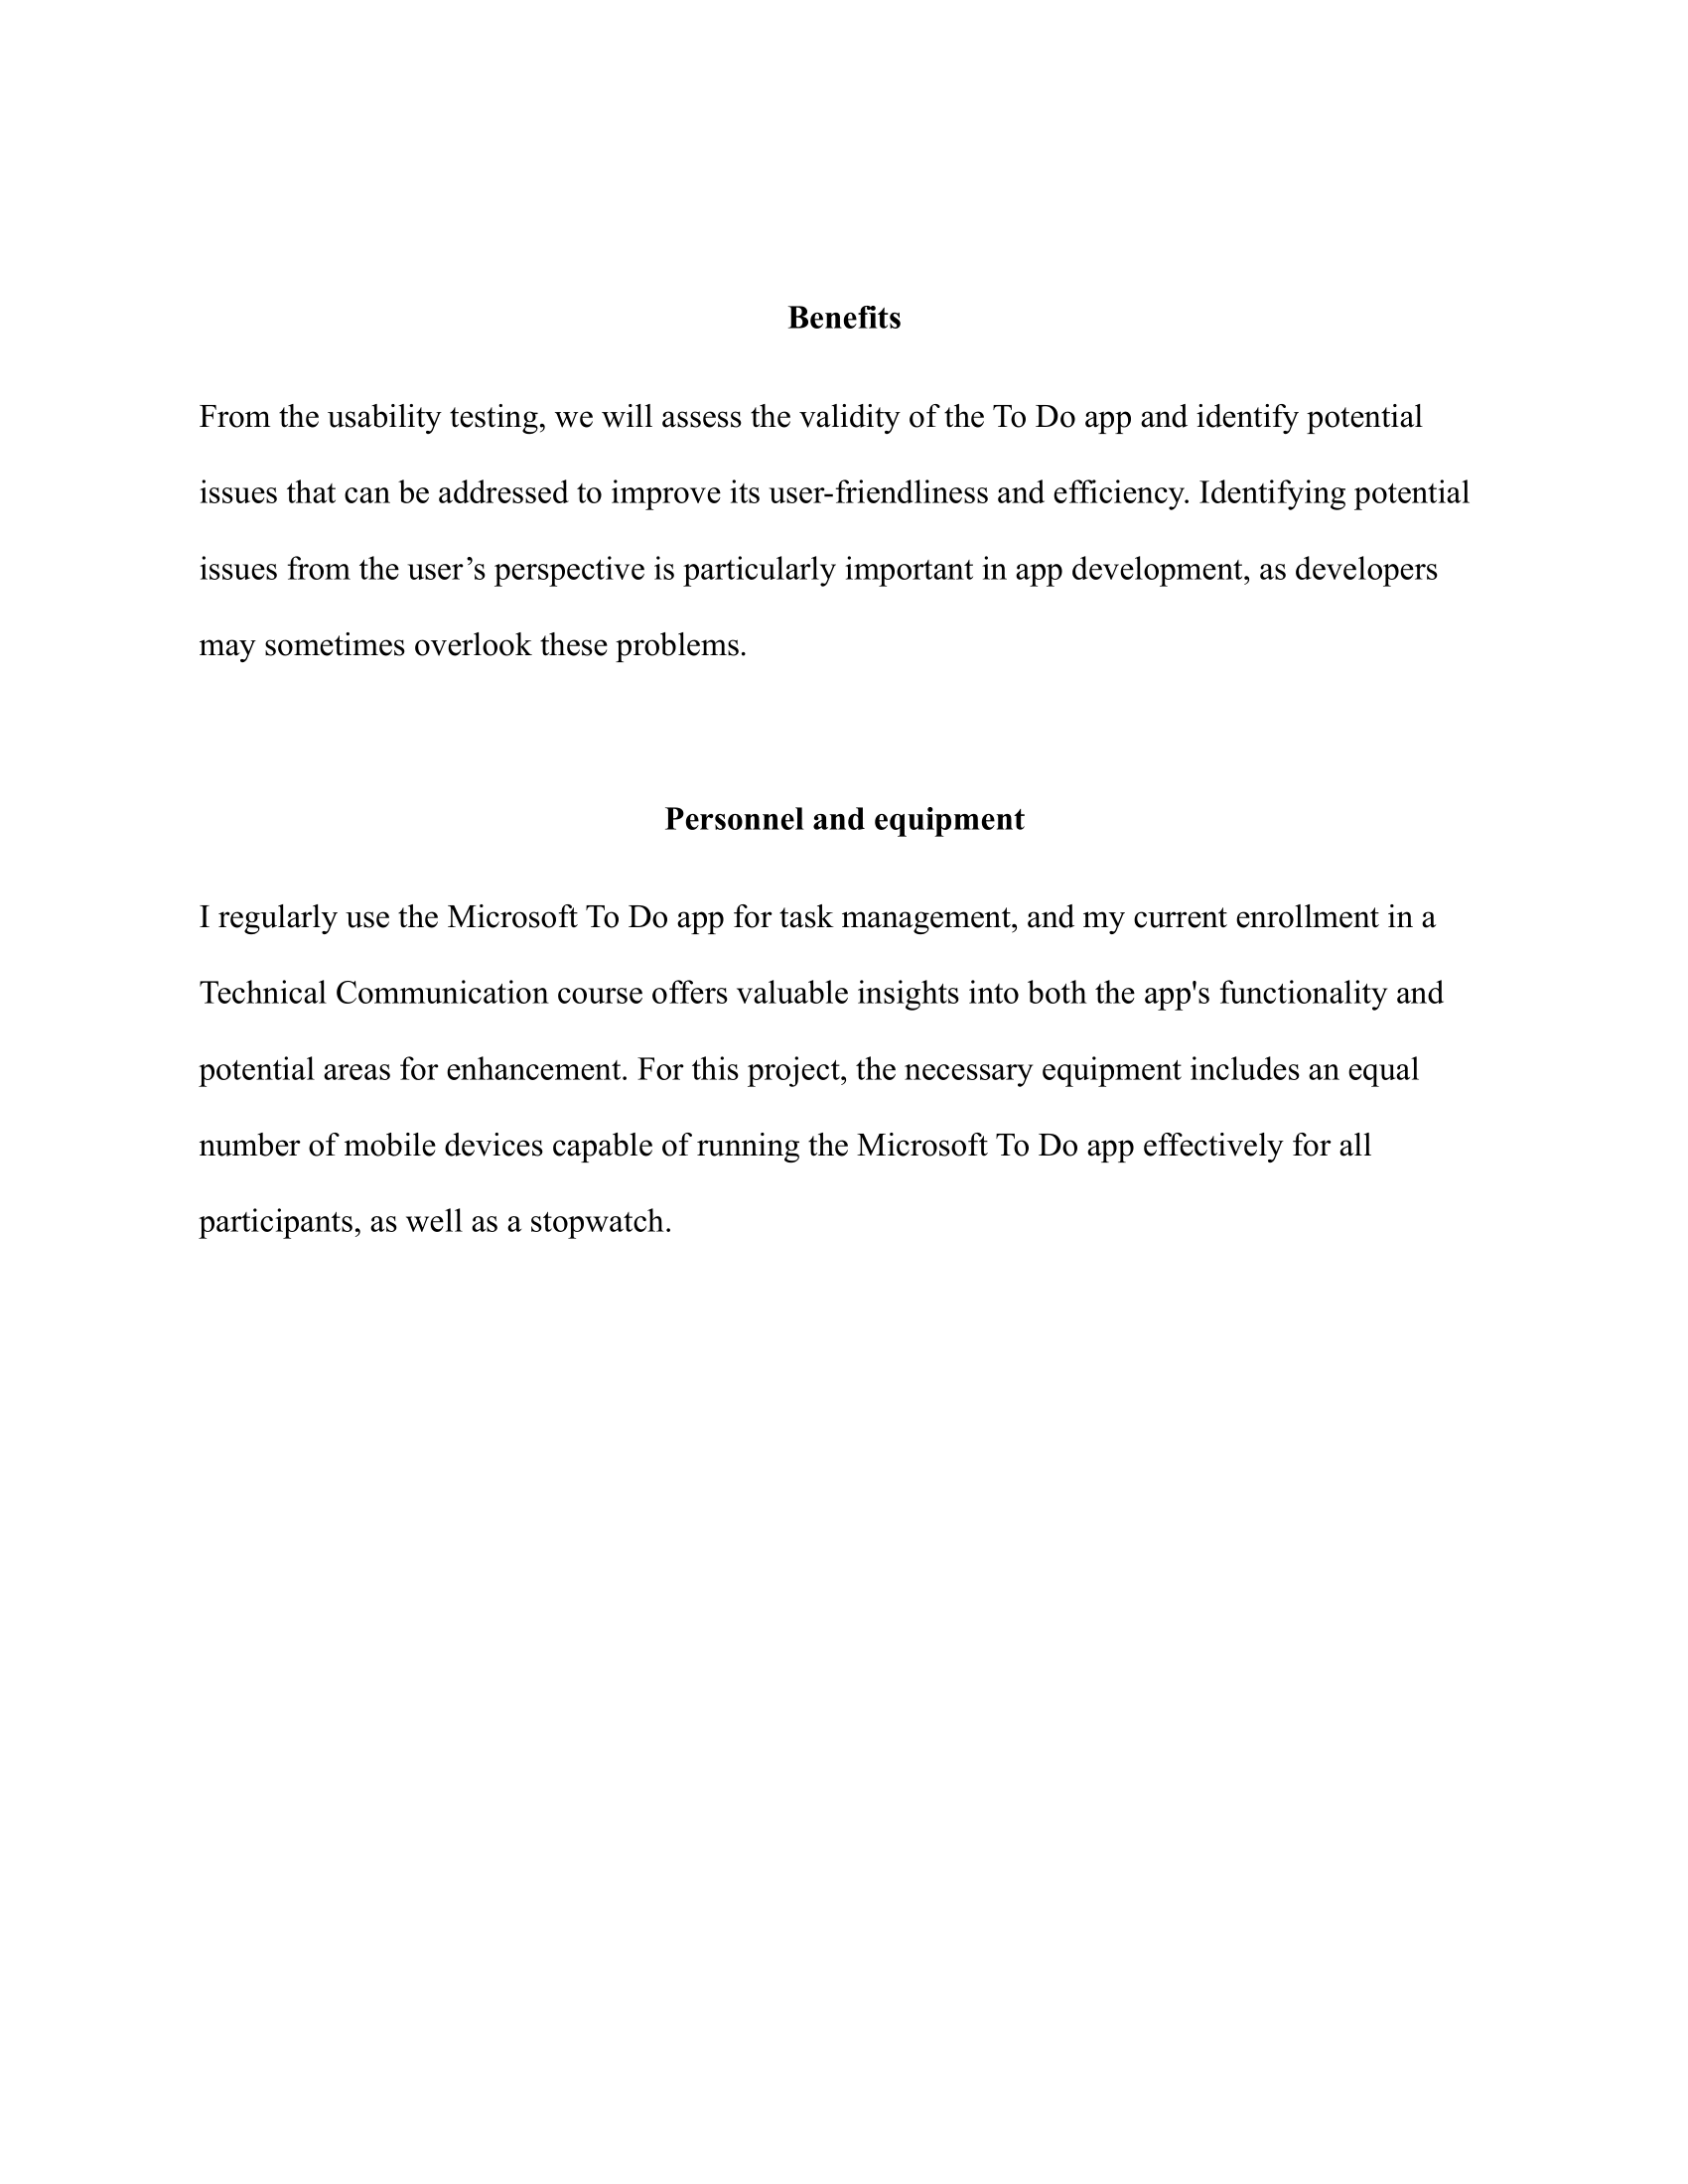 Benefits
From the usability testing, we will assess the validity of the To Do app and identify potential
issues that can be addressed to improve its user-friendliness and efficiency. Identifying potential
issues from the user’s perspective is particularly important in app development, as developers
may sometimes overlook these problems.
Personnel and equipment
I regularly use the Microsoft To Do app for task management, and my current enrollment in a
Technical Communication course offers valuable insights into both the app's functionality and
potential areas for enhancement. For this project, the necessary equipment includes an equal
number of mobile devices capable of running the Microsoft To Do app effectively for all
participants, as well as a stopwatch.